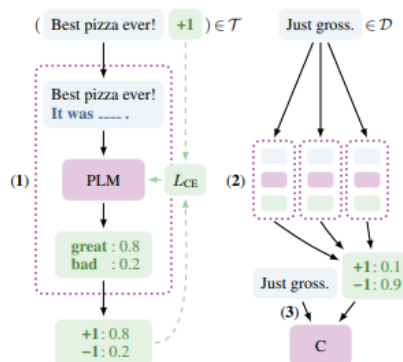 ( Best pizza ever! +1 ) ∈ 𝒯
Best pizza ever!
It was ____ .
(1)
PLM
L_CE
great : 0.8
bad : 0.2
+1: 0.8
−1: 0.2
Just gross. ∈ 𝒟
(2)
+1: 0.1
−1: 0.9
Just gross.
(3)
C